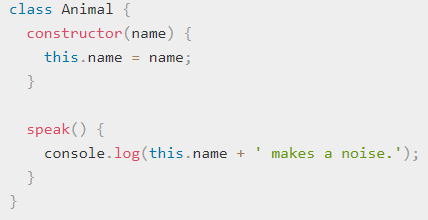 class Animal {
  constructor(name) {
    this.name = name;
  }

  speak() {
    console.log(this.name + ' makes a noise.');
  }
}